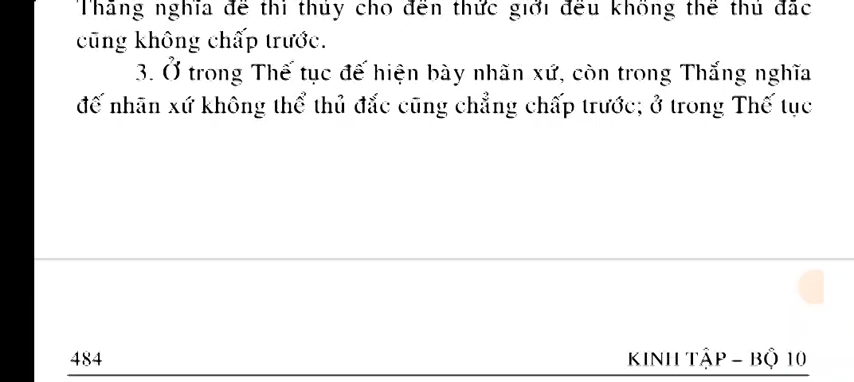 Thắng nghĩa đế thì thủy cho đến thức giới đều không thể thủ đắc
cũng không chấp trước.
3. Ở trong Thế tục đế hiện bày nhãn xứ, còn trong Thắng nghĩa
đế nhãn xứ không thể thủ đắc cũng chẳng chấp trước; ở trong Thế tục
484
KINH TẬP – BỘ 10